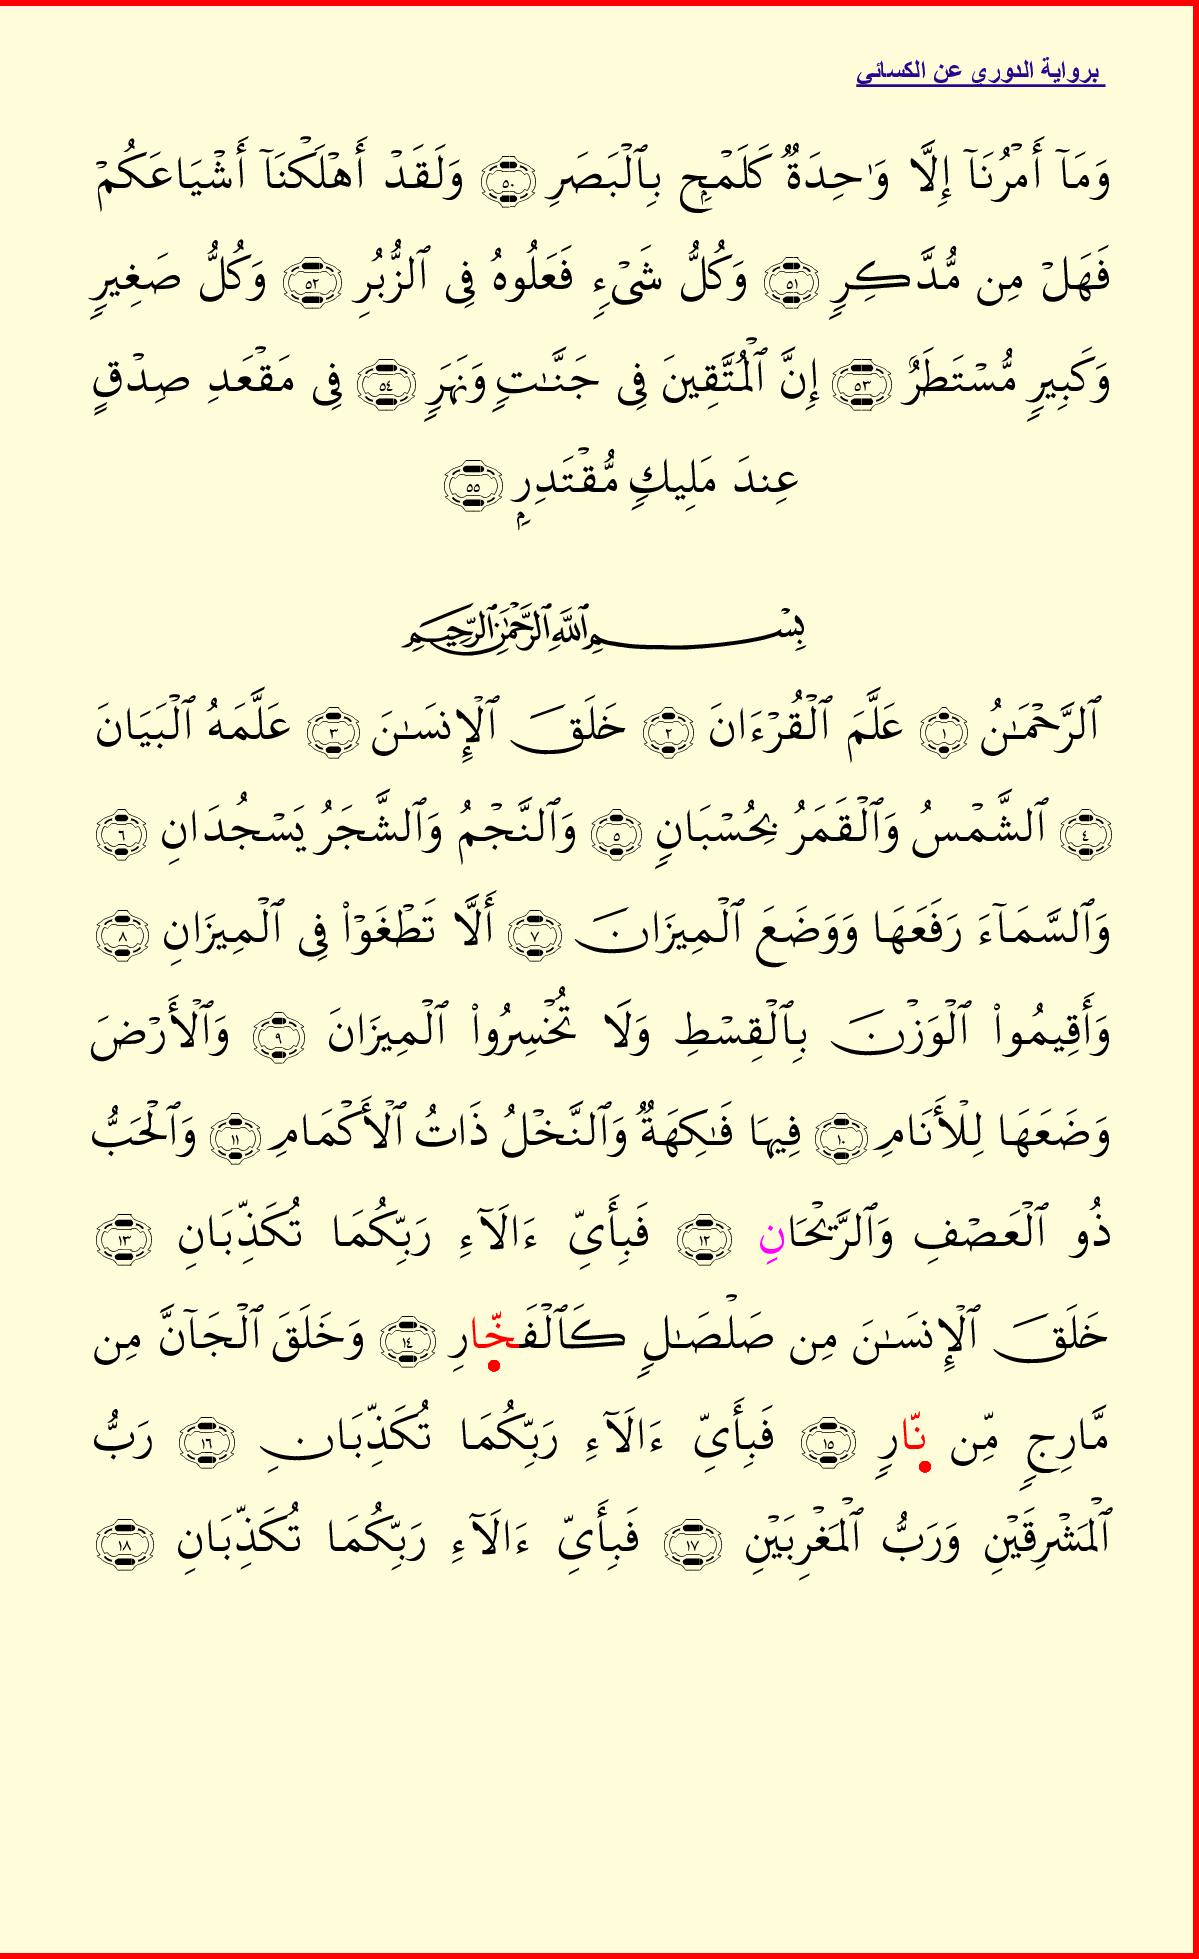 برواية الدوري عن الكسائي
وَمَآ أَمْرُنَآ إِلَّا وَٰحِدَةٌ كَلَمْحٍۭ بِٱلْبَصَرِ ۝٥٠ وَلَقَدْ أَهْلَكْنَآ أَشْيَاعَكُمْ
فَهَلْ مِن مُّدَّكِرٍ ۝٥١ وَكُلُّ شَىْءٍ فَعَلُوهُ فِى ٱلزُّبُرِ ۝٥٢ وَكُلُّ صَغِيرٍ
وَكَبِيرٍ مُّسْتَطَرٌ ۝٥٣ إِنَّ ٱلْمُتَّقِينَ فِى جَنَّـٰتٍ وَنَهَرٍ ۝٥٤ فِى مَقْعَدِ صِدْقٍ
عِندَ مَلِيكٍ مُّقْتَدِرٍۭ ۝٥٥
بِسْمِ ٱللَّهِ ٱلرَّحْمَـٰنِ ٱلرَّحِيمِ
ٱلرَّحْمَـٰنُ ۝١ عَلَّمَ ٱلْقُرْءَانَ ۝٢ خَلَقَ ٱلْإِنسَـٰنَ ۝٣ عَلَّمَهُ ٱلْبَيَانَ
۝٤ ٱلشَّمْسُ وَٱلْقَمَرُ بِحُسْبَانٍ ۝٥ وَٱلنَّجْمُ وَٱلشَّجَرُ يَسْجُدَانِ ۝٦
وَٱلسَّمَآءَ رَفَعَهَا وَوَضَعَ ٱلْمِيزَانَ ۝٧ أَلَّا تَطْغَوْا۟ فِى ٱلْمِيزَانِ ۝٨
وَأَقِيمُوا۟ ٱلْوَزْنَ بِٱلْقِسْطِ وَلَا تُخْسِرُوا۟ ٱلْمِيزَانَ ۝٩ وَٱلْأَرْضَ
وَضَعَهَا لِلْأَنَامِ ۝١٠ فِيهَا فَـٰكِهَةٌ وَٱلنَّخْلُ ذَاتُ ٱلْأَكْمَامِ ۝١١ وَٱلْحَبُّ
ذُو ٱلْعَصْفِ وَٱلرَّيْحَانِ ۝١٢ فَبِأَىِّ ءَالَآءِ رَبِّكُمَا تُكَذِّبَانِ ۝١٣
خَلَقَ ٱلْإِنسَـٰنَ مِن صَلْصَـٰلٍ كَٱلْفَخَّارِ ۝١٤ وَخَلَقَ ٱلْجَآنَّ مِن
مَّارِجٍ مِّن نَّارٍ ۝١٥ فَبِأَىِّ ءَالَآءِ رَبِّكُمَا تُكَذِّبَانِ ۝١٦ رَبُّ
ٱلْمَشْرِقَيْنِ وَرَبُّ ٱلْمَغْرِبَيْنِ ۝١٧ فَبِأَىِّ ءَالَآءِ رَبِّكُمَا تُكَذِّبَانِ ۝١٨